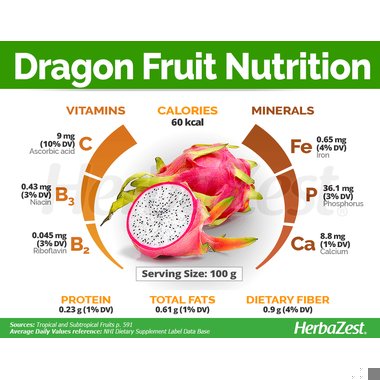 Dragon Fruit Nutrition
VITAMINS
CALORIES
MINERALS
60 kcal
9 mg
(10% DV)
Ascorbic acid
C
0.43 mg
(3% DV)
Niacin
B3
0.045 mg
(3% DV)
Riboflavin
B2
Fe
0.65 mg
(4% DV)
Iron
P
36.1 mg
(3% DV)
Phosphorus
Ca
8.8 mg
(1% DV)
Calcium
HerbaZest
Serving Size: 100 g
PROTEIN
0.23 g (1% DV)
TOTAL FATS
0.61 g (1% DV)
DIETARY FIBER
0.9 g (4% DV)
Sources: Tropical and Subtropical Fruits p. 591
Average Daily Values reference: NHI Dietary Supplement Label Data Base
HerbaZest.